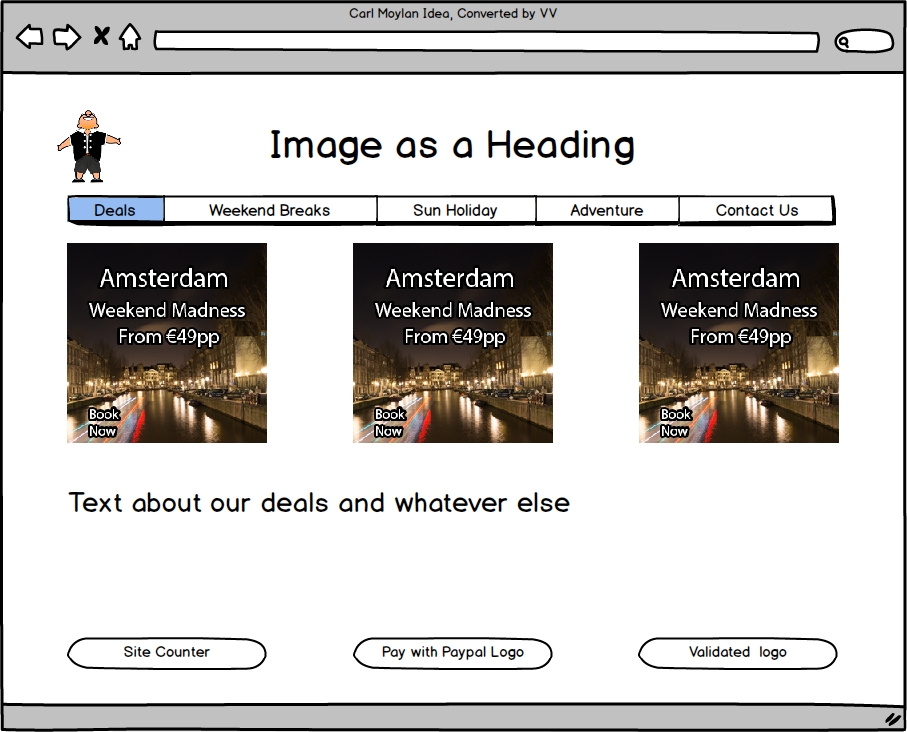 Carl Moylan Idea, Converted by VV
Image as a Heading
Deals Weekend Breaks Sun Holiday Adventure Contact Us
Amsterdam
Weekend Madness
From €49pp
Book
Now
Amsterdam
Weekend Madness
From €49pp
Book
Now
Amsterdam
Weekend Madness
From €49pp
Book
Now
Text about our deals and whatever else
Site Counter
Pay with Paypal Logo
Validated logo